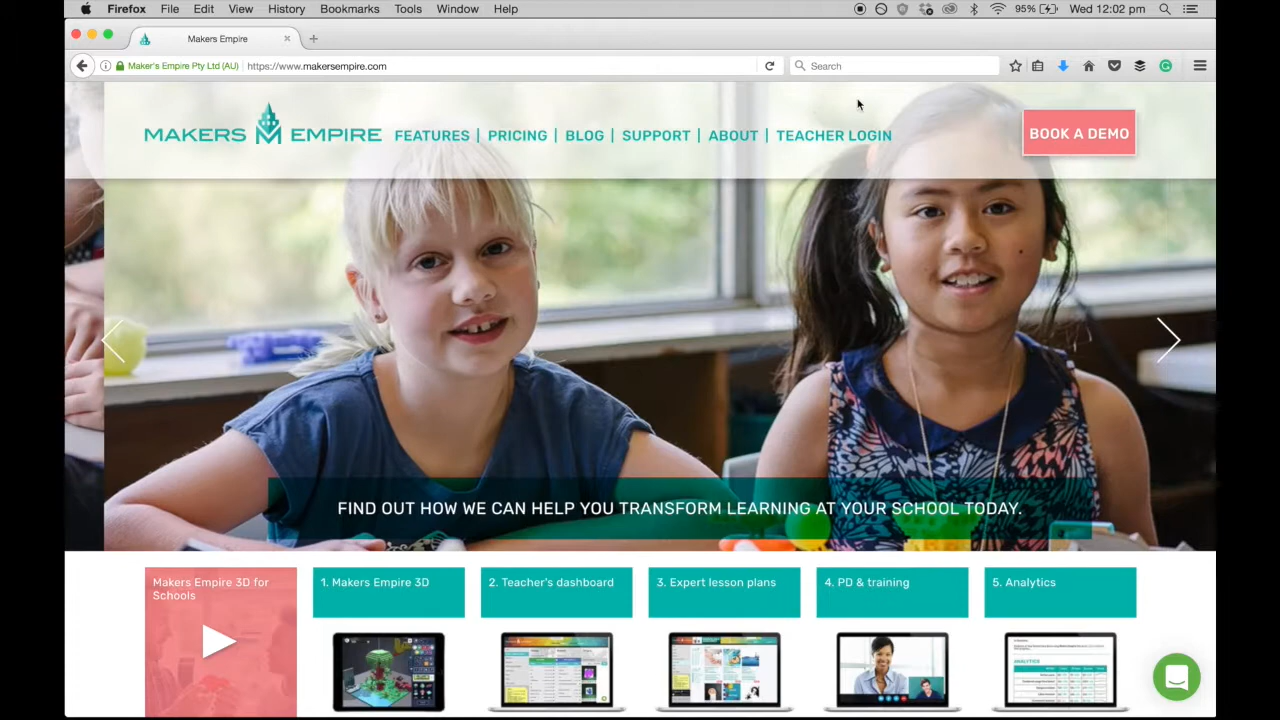 Firefox File Edit View History Bookmarks Tools Window Help 95% Wed 12:02 pm
Makers Empire
Maker's Empire Pty Ltd (AU) https://www.makersempire.com Search
MAKERS EMPIRE FEATURES | PRICING | BLOG | SUPPORT | ABOUT | TEACHER LOGIN BOOK A DEMO
FIND OUT HOW WE CAN HELP YOU TRANSFORM LEARNING AT YOUR SCHOOL TODAY.
Makers Empire 3D for
Schools
1. Makers Empire 3D
2. Teacher's dashboard
3. Expert lesson plans
4. PD & training
5. Analytics
ANALYTICS